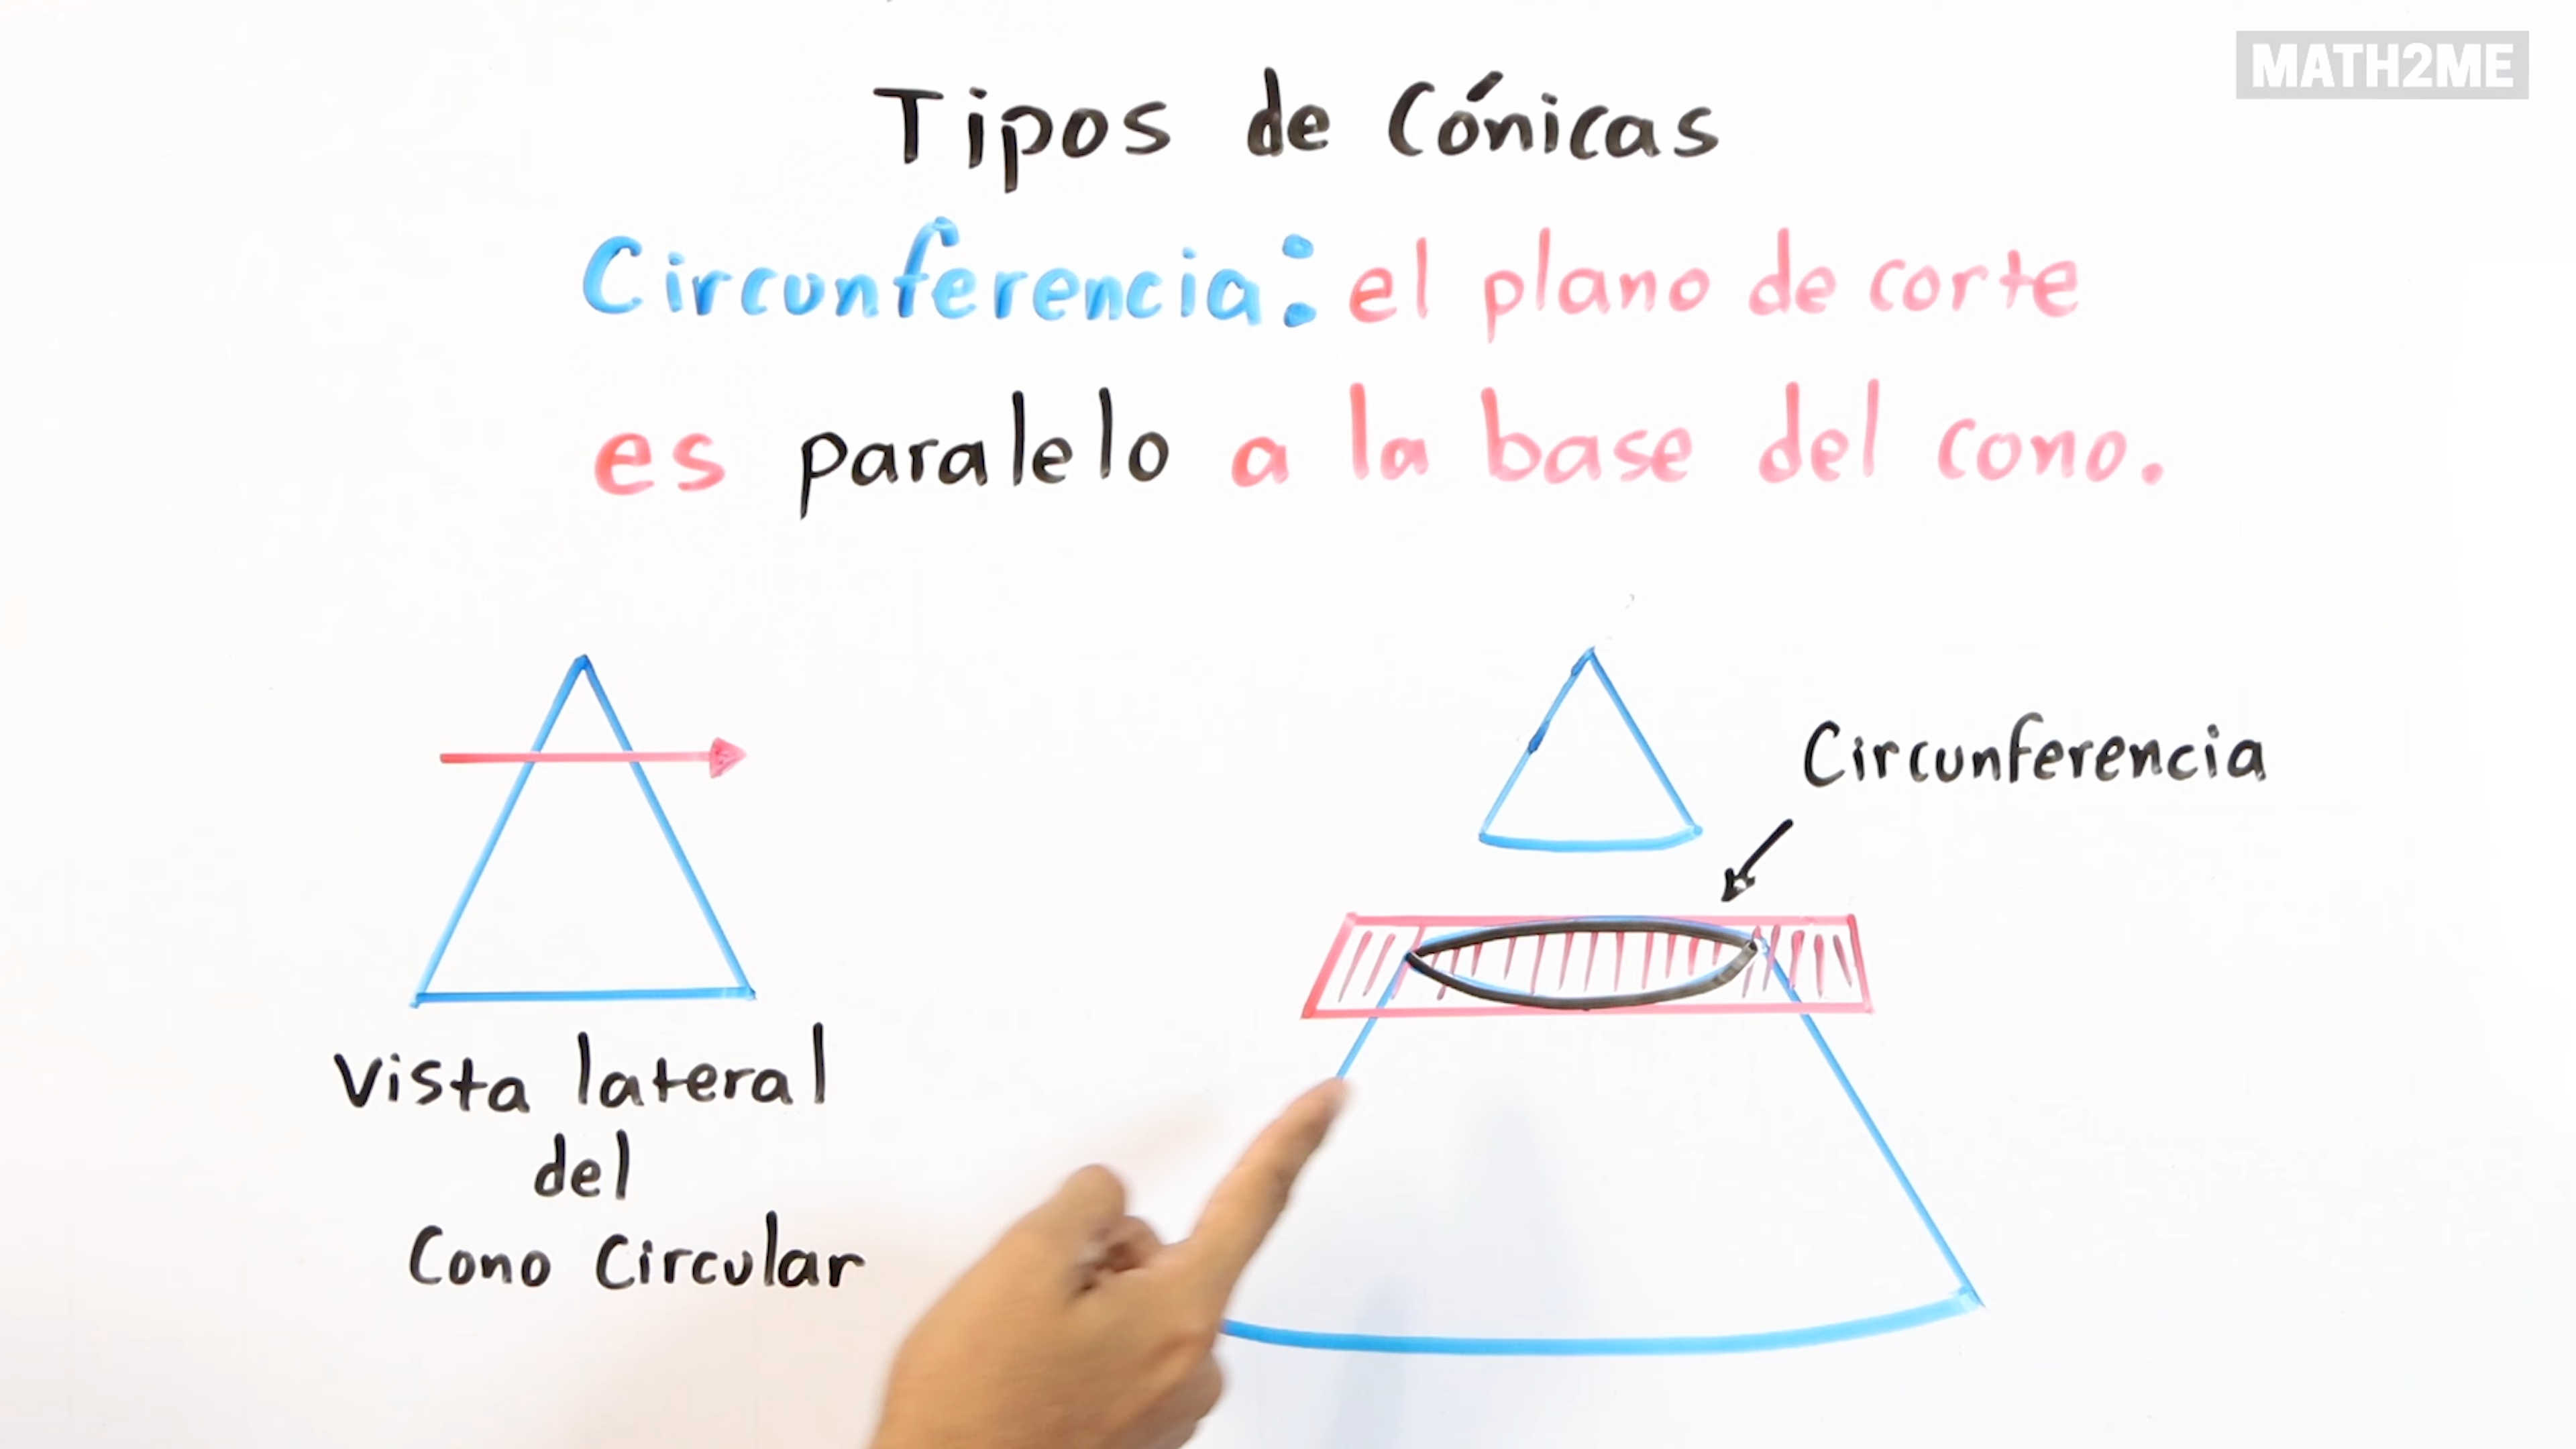 MATH2ME
Tipos de Cónicas
Circunferencia: el plano de corte
es paralelo a la base del cono.
Circunferencia
Vista lateral
del
Cono Circular